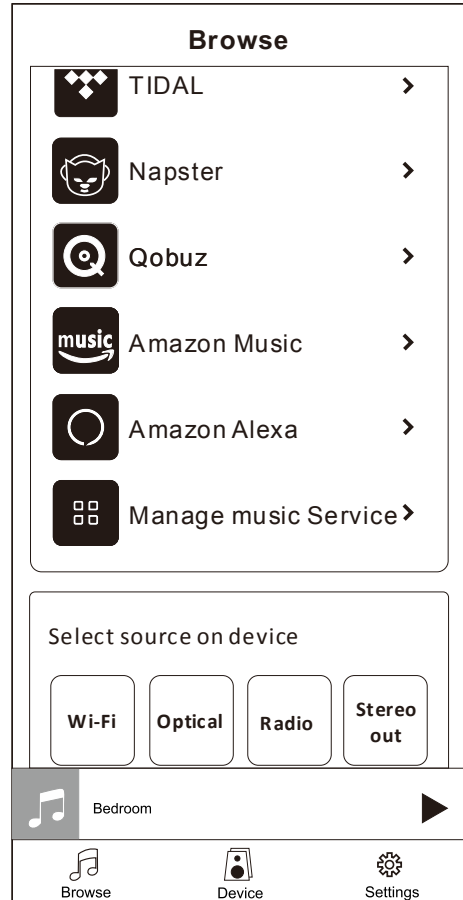 Browse
TIDAL
Napster
Qobuz
music
Amazon Music
Amazon Alexa
Manage music Service
Select source on device
Wi-Fi
Optical
Radio
Stereo
out
Bedroom
Browse
Device
Settings